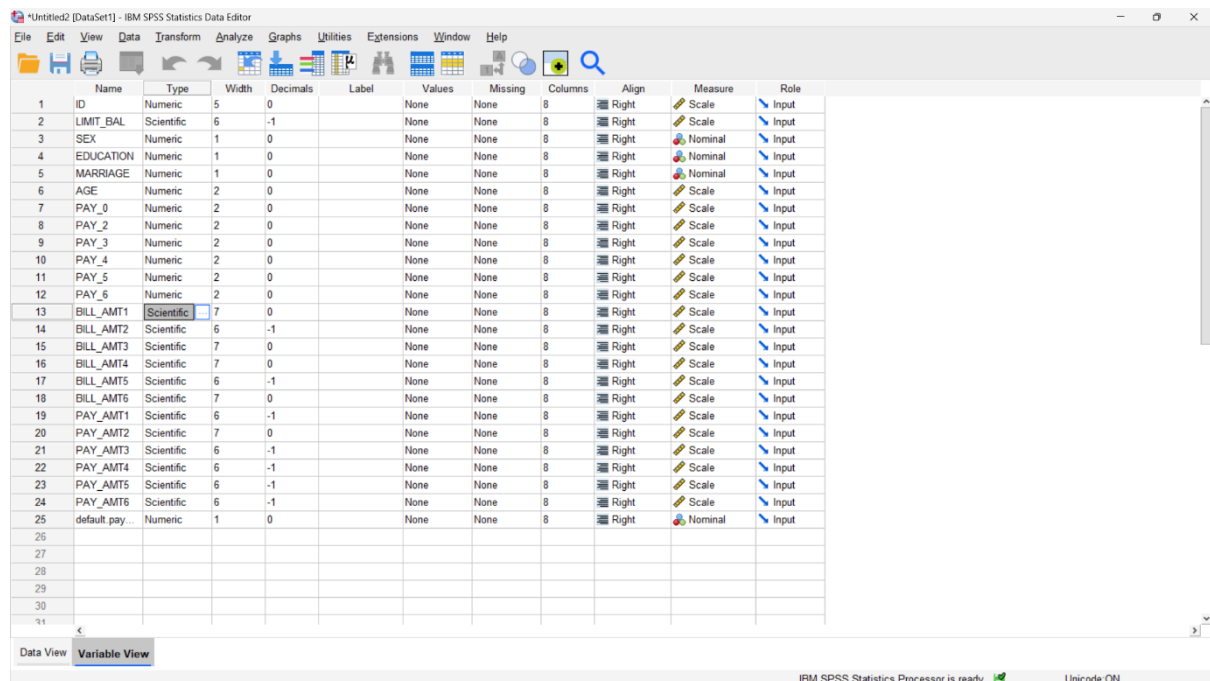 *Untitled2 [DataSet1] - IBM SPSS Statistics Data Editor
File Edit View Data Transform Analyze Graphs Utilities Extensions Window Help
Name Type Width Decimals Label Values Missing Columns Align Measure Role
1 ID Numeric 5 0 None None 8 Right Scale Input
2 LIMIT_BAL Scientific 6 -1 None None 8 Right Scale Input
3 SEX Numeric 1 0 None None 8 Right Nominal Input
4 EDUCATION Numeric 1 0 None None 8 Right Nominal Input
5 MARRIAGE Numeric 1 0 None None 8 Right Nominal Input
6 AGE Numeric 2 0 None None 8 Right Scale Input
7 PAY_0 Numeric 2 0 None None 8 Right Scale Input
8 PAY_2 Numeric 2 0 None None 8 Right Scale Input
9 PAY_3 Numeric 2 0 None None 8 Right Scale Input
10 PAY_4 Numeric 2 0 None None 8 Right Scale Input
11 PAY_5 Numeric 2 0 None None 8 Right Scale Input
12 PAY_6 Numeric 2 0 None None 8 Right Scale Input
13 BILL_AMT1 Scientific ... 7 0 None None 8 Right Scale Input
14 BILL_AMT2 Scientific 6 -1 None None 8 Right Scale Input
15 BILL_AMT3 Scientific 7 0 None None 8 Right Scale Input
16 BILL_AMT4 Scientific 7 0 None None 8 Right Scale Input
17 BILL_AMT5 Scientific 6 -1 None None 8 Right Scale Input
18 BILL_AMT6 Scientific 7 0 None None 8 Right Scale Input
19 PAY_AMT1 Scientific 6 -1 None None 8 Right Scale Input
20 PAY_AMT2 Scientific 7 0 None None 8 Right Scale Input
21 PAY_AMT3 Scientific 6 -1 None None 8 Right Scale Input
22 PAY_AMT4 Scientific 6 -1 None None 8 Right Scale Input
23 PAY_AMT5 Scientific 6 -1 None None 8 Right Scale Input
24 PAY_AMT6 Scientific 6 -1 None None 8 Right Scale Input
25 default.pay... Numeric 1 0 None None 8 Right Nominal Input
26
27
28
29
30
31
Data View Variable View
IBM SPSS Statistics Processor is ready Unicode:ON